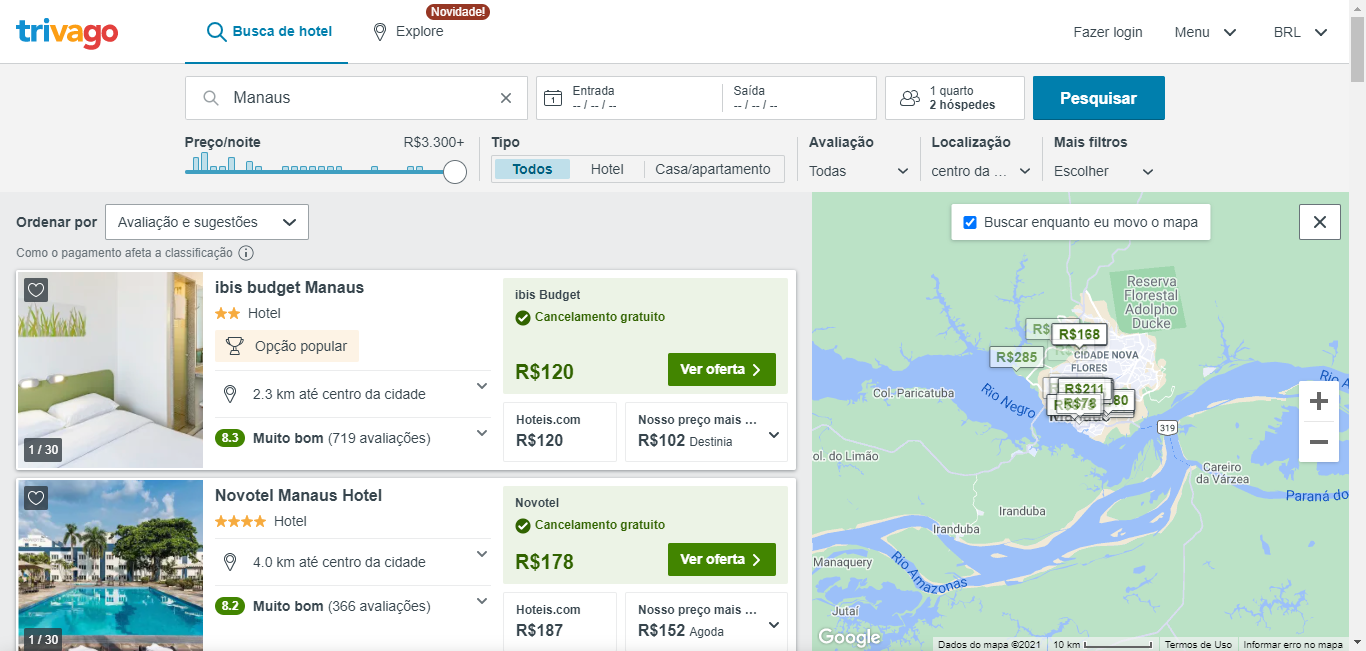 trivago
Busca de hotel
Novidade!
Explore
Fazer login
Menu
BRL
Manaus
Entrada
-- / -- / --
Saída
-- / -- / --
1 quarto
2 hóspedes
Pesquisar
Preço/noite
R$3.300+
Tipo
Todos
Hotel
Casa/apartamento
Avaliação
Todas
Localização
centro da ...
Mais filtros
Escolher
Ordenar por
Avaliação e sugestões
Como o pagamento afeta a classificação
ibis budget Manaus
Hotel
Opção popular
2.3 km até centro da cidade
8.3 Muito bom (719 avaliações)
1 / 30
ibis Budget
Cancelamento gratuito
R$120
Ver oferta
Hoteis.com
R$120
Nosso preço mais ...
R$102 Destinia
Novotel Manaus Hotel
Hotel
4.0 km até centro da cidade
8.2 Muito bom (366 avaliações)
1 / 30
Novotel
Cancelamento gratuito
R$178
Ver oferta
Hoteis.com
R$187
Nosso preço mais ...
R$152 Agoda
Buscar enquanto eu movo o mapa
Reserva
Florestal
Adolpho
Ducke
R$168
R$285
CIDADE NOVA
FLORES
R$211
R$78
80
Col. Paricatuba
Rio Negro
319
ol. do Limão
Careiro
da Várzea
Paraná do
Iranduba
Iranduba
Manaquery
Rio Amazonas
Jutaí
Google
Dados do mapa ©2021
10 km
Termos de Uso
Informar erro no mapa